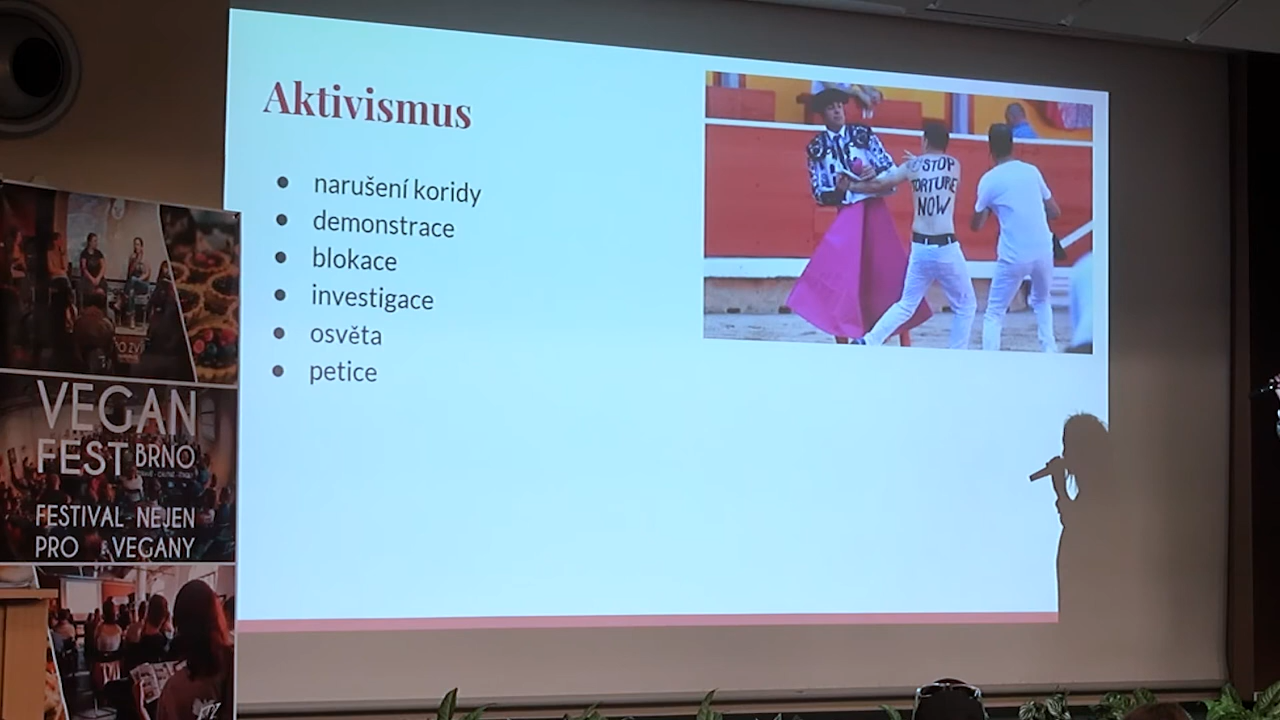 Aktivismus
narušení koridy
demonstrace
blokace
investigace
osvěta
petice
STOP
TORTURE
NOW
VEGAN
FEST BRNO
FESTIVAL NEJEN
PRO VEGANY